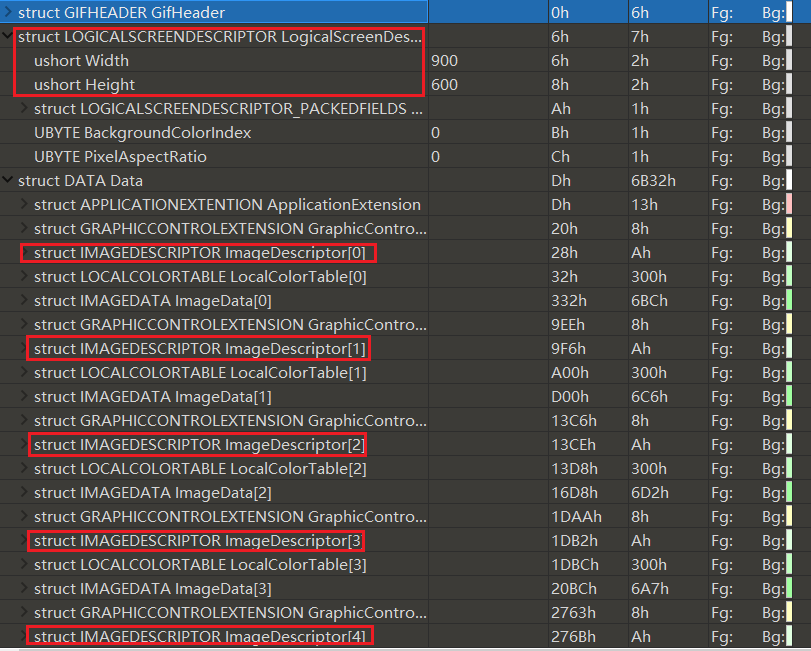 struct GIFHEADER GifHeader 0h 6h Fg: Bg:
struct LOGICALSCREENDESCRIPTOR LogicalScreenDes... 6h 7h Fg: Bg:
ushort Width 900 6h 2h Fg: Bg:
ushort Height 600 8h 2h Fg: Bg:
struct LOGICALSCREENDESCRIPTOR_PACKEDFIELDS ... Ah 1h Fg: Bg:
UBYTE BackgroundColorIndex 0 Bh 1h Fg: Bg:
UBYTE PixelAspectRatio 0 Ch 1h Fg: Bg:
struct DATA Data Dh 6B32h Fg: Bg:
struct APPLICATIONEXTENTION ApplicationExtension Dh 13h Fg: Bg:
struct GRAPHICCONTROLEXTENSION GraphicContro... 20h 8h Fg: Bg:
struct IMAGEDESCRIPTOR ImageDescriptor[0] 28h Ah Fg: Bg:
struct LOCALCOLORTABLE LocalColorTable[0] 32h 300h Fg: Bg:
struct IMAGEDATA ImageData[0] 332h 6BCh Fg: Bg:
struct GRAPHICCONTROLEXTENSION GraphicContro... 9EEh 8h Fg: Bg:
struct IMAGEDESCRIPTOR ImageDescriptor[1] 9F6h Ah Fg: Bg:
struct LOCALCOLORTABLE LocalColorTable[1] A00h 300h Fg: Bg:
struct IMAGEDATA ImageData[1] D00h 6C6h Fg: Bg:
struct GRAPHICCONTROLEXTENSION GraphicContro... 13C6h 8h Fg: Bg:
struct IMAGEDESCRIPTOR ImageDescriptor[2] 13CEh Ah Fg: Bg:
struct LOCALCOLORTABLE LocalColorTable[2] 13D8h 300h Fg: Bg:
struct IMAGEDATA ImageData[2] 16D8h 6D2h Fg: Bg:
struct GRAPHICCONTROLEXTENSION GraphicContro... 1DAAh 8h Fg: Bg:
struct IMAGEDESCRIPTOR ImageDescriptor[3 1DB2h Ah Fg: Bg:
struct LOCALCOLORTABLE LocalColorTable[3] 1DBCh 300h Fg: Bg:
struct IMAGEDATA ImageData[3] 20BCh 6A7h Fg: Bg:
struct GRAPHICCONTROLEXTENSION GraphicContro... 2763h 8h Fg: Bg:
struct IMAGEDESCRIPTOR ImageDescriptor[4] 276Bh Ah Fg: Bg: